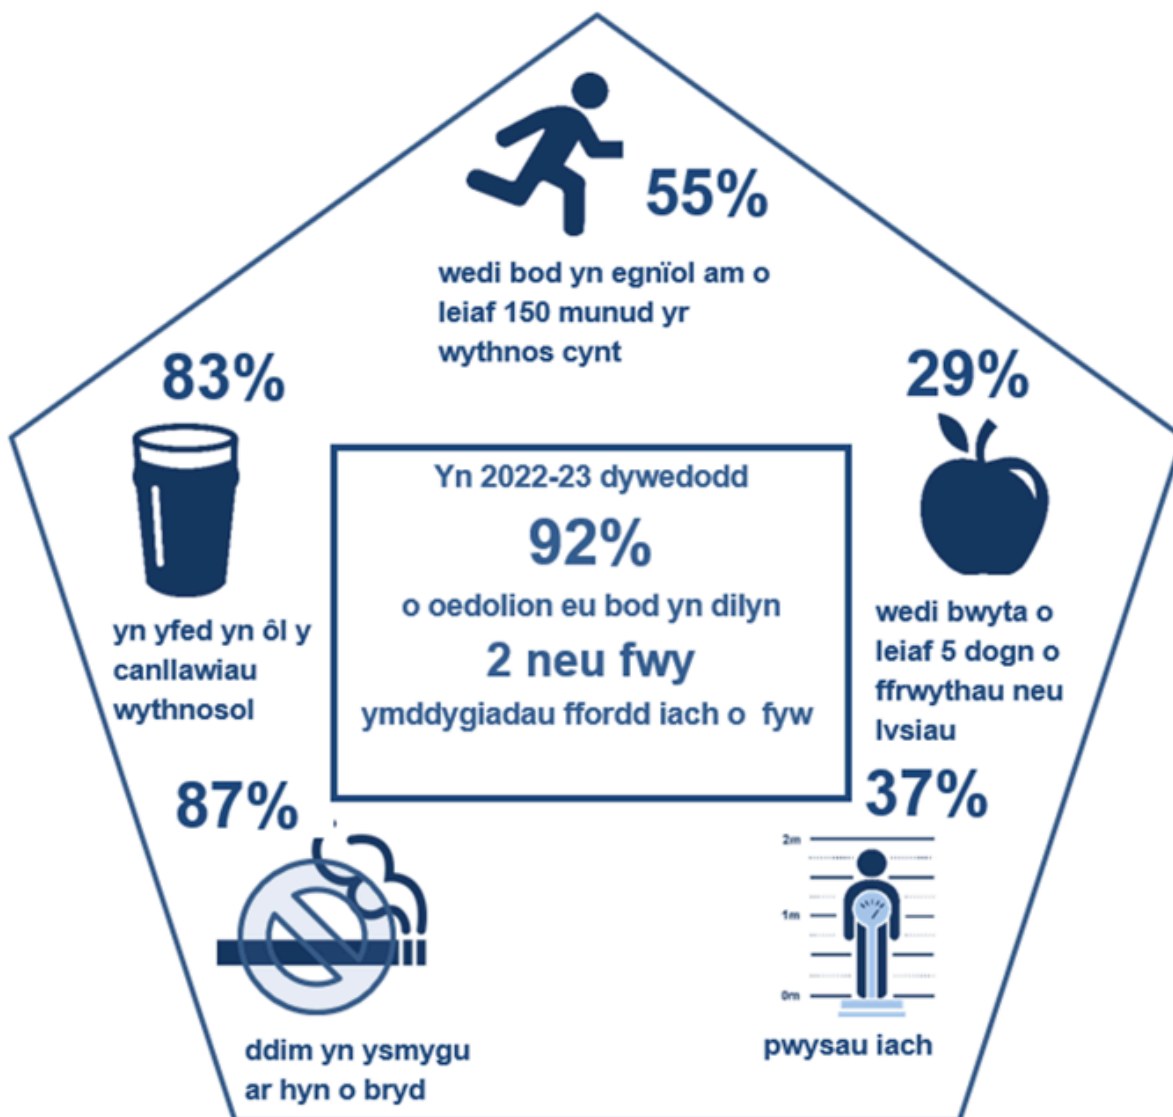 55%
wedi bod yn egnïol am o
leiaf 150 munud yr
wythnos cynt
83%
yn yfed yn ôl y
canllawiau
wythnosol
29%
wedi bwyta o
leiaf 5 dogn o
ffrwythau neu
lvsiau
Yn 2022-23 dywedodd
92%
o oedolion eu bod yn dilyn
2 neu fwy
ymddygiadau ffordd iach o fyw
87%
ddim yn ysmygu
ar hyn o bryd
37%
2m
1m
0m
pwysau iach